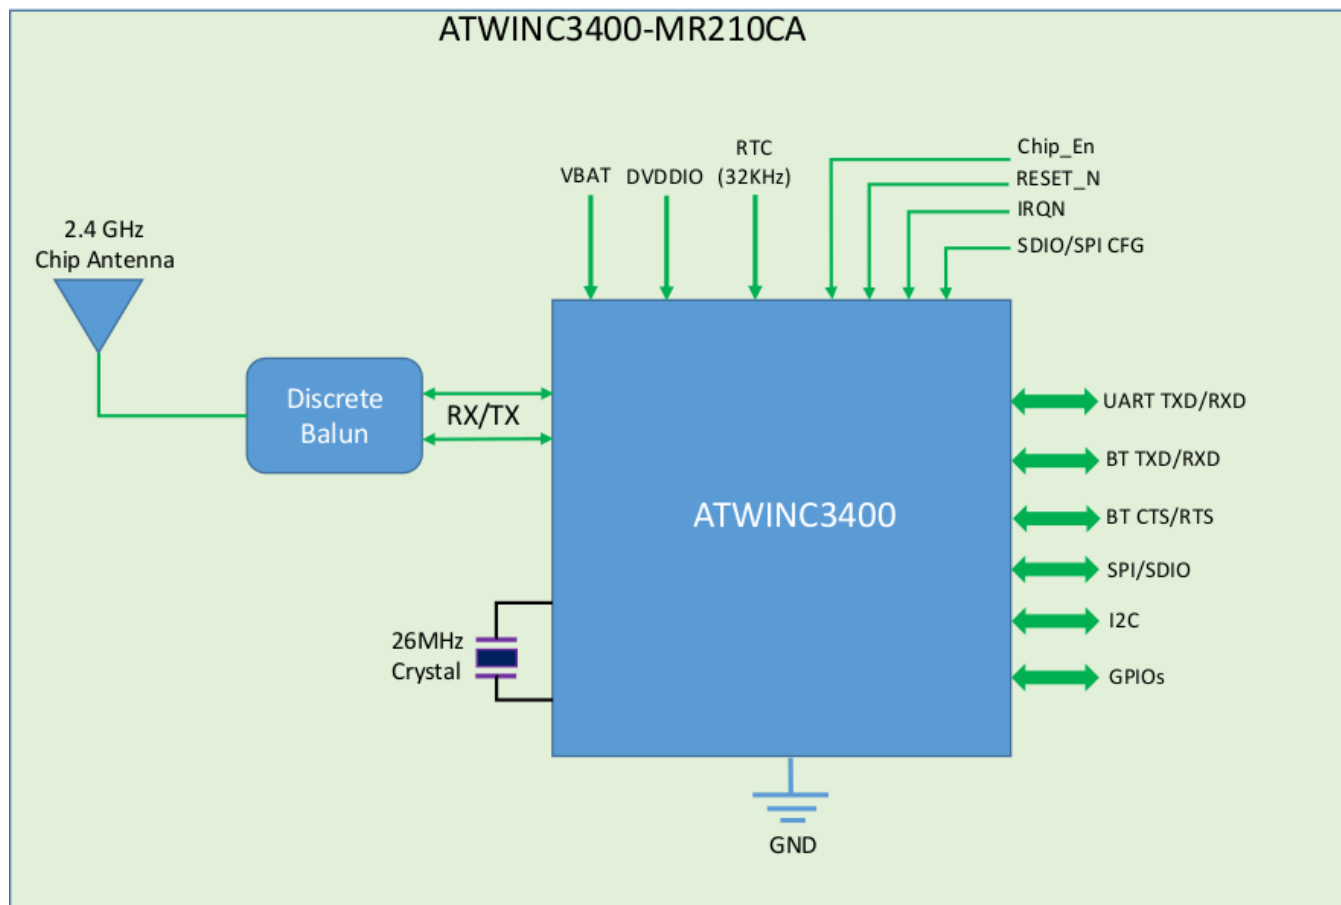 ATWINC3400-MR210CA
RTC
(32KHz)
VBAT
DVDDIO
Chip_En
RESET_N
IRQN
SDIO/SPI CFG
2.4 GHz
Chip Antenna
Discrete
Balun
RX/TX
ATWINC3400
UART TXD/RXD
BT TXD/RXD
BT CTS/RTS
SPI/SDIO
I2C
GPIOs
26MHz
Crystal
GND